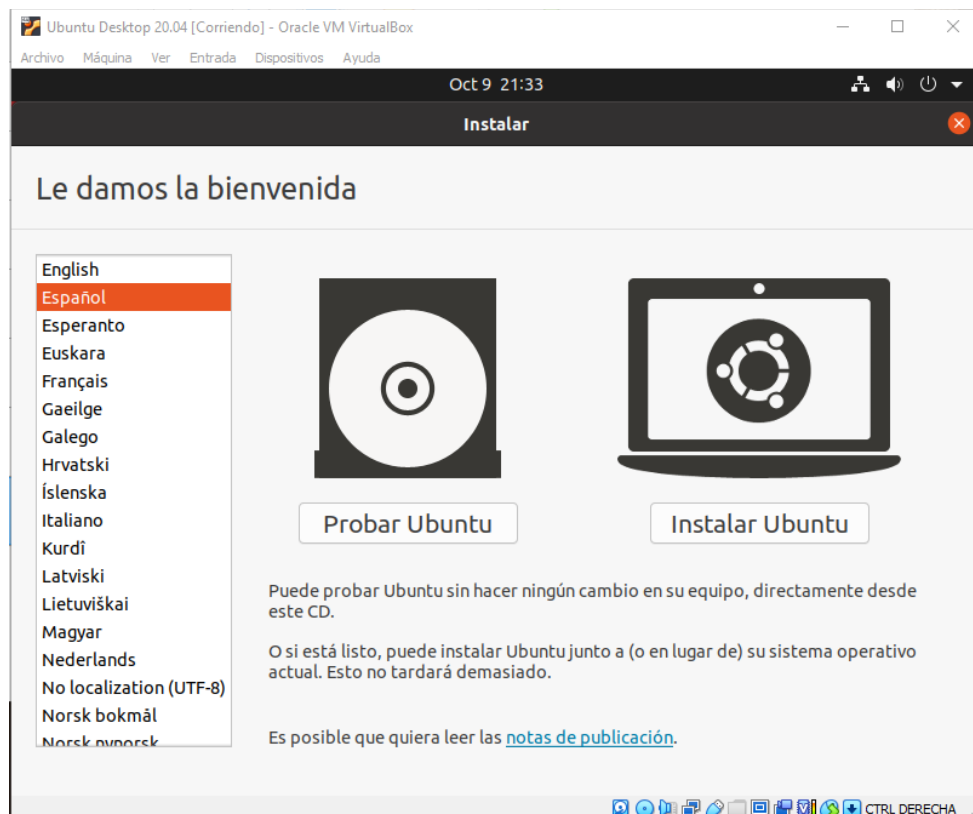 Ubuntu Desktop 20.04 [Corriendo] - Oracle VM VirtualBox
Archivo Máquina Ver Entrada Dispositivos Ayuda
Oct 9 21:33
Instalar
Le damos la bienvenida
English
Español
Esperanto
Euskara
Français
Gaeilge
Galego
Hrvatski
Íslenska
Italiano
Kurdî
Latviski
Lietuviškai
Magyar
Nederlands
No localization (UTF-8)
Norsk bokmål
Norsk nynorsk
Probar Ubuntu
Instalar Ubuntu
Puede probar Ubuntu sin hacer ningún cambio en su equipo, directamente desde
este CD.
O si está listo, puede instalar Ubuntu junto a (o en lugar de) su sistema operativo
actual. Esto no tardará demasiado.
Es posible que quiera leer las notas de publicación.
CTRL DERECHA